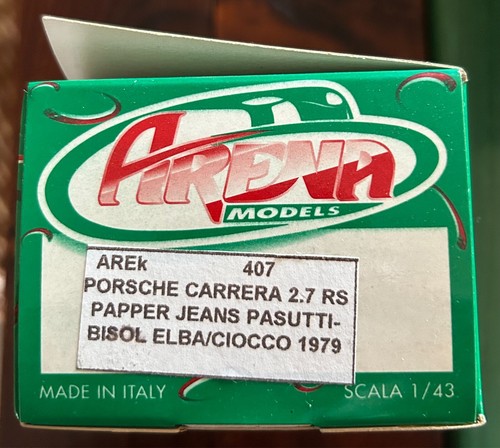 ARENA
MODELS
AREk 407
PORSCHE CARRERA 2.7 RS
PAPPER JEANS PASUTTI-
BISOL ELBA/CIOCCO 1979
MADE IN ITALY SCALA 1/43